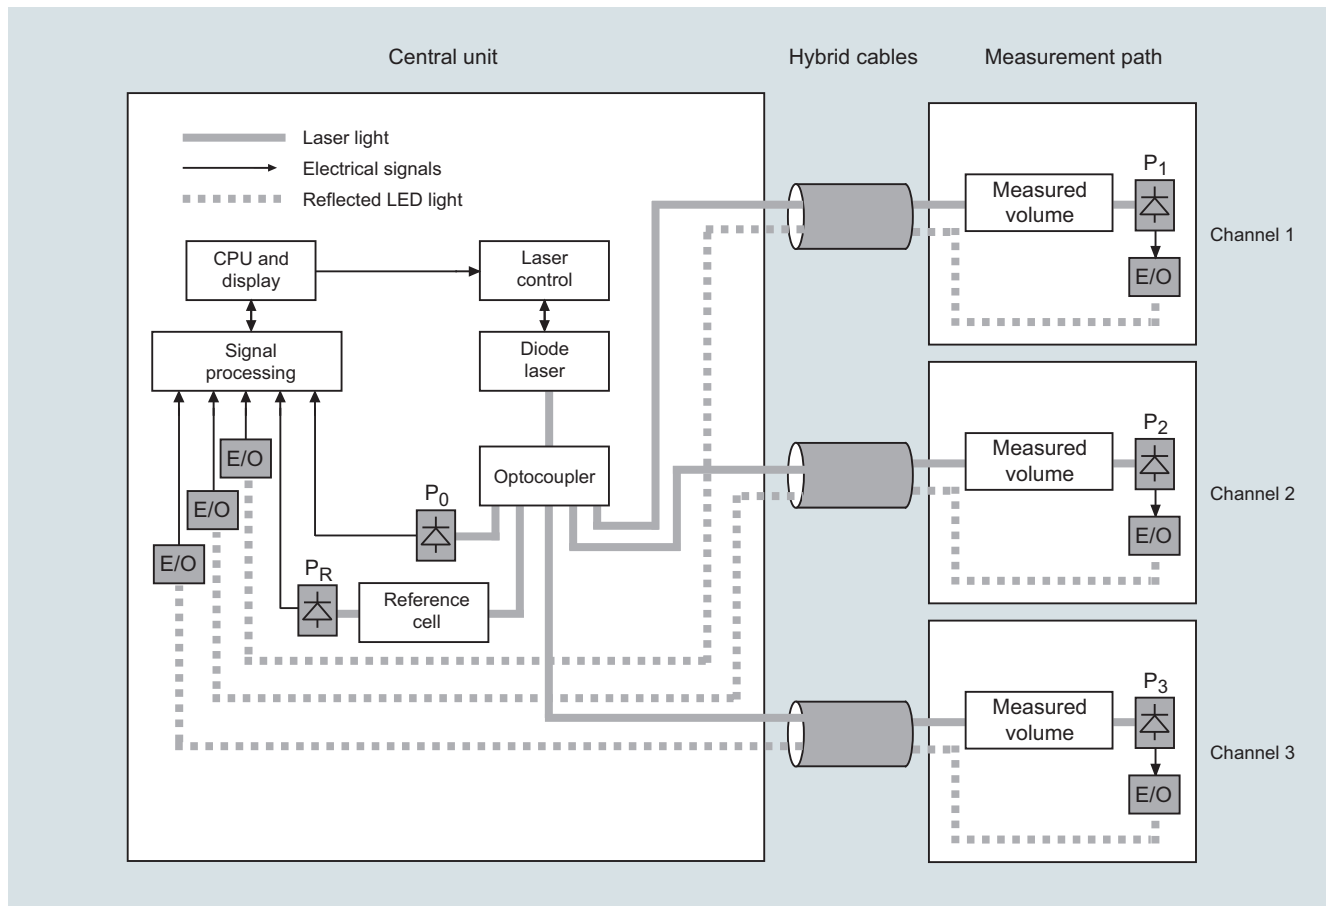 Central unit
Hybrid cables
Measurement path
Laser light
Electrical signals
Reflected LED light
CPU and
display
Laser
control
Signal
processing
Diode
laser
Optocoupler
E/O
E/O
E/O
P0
PR
Reference
cell
Measured
volume
P1
E/O
Channel 1
Measured
volume
P2
E/O
Channel 2
Measured
volume
P3
E/O
Channel 3